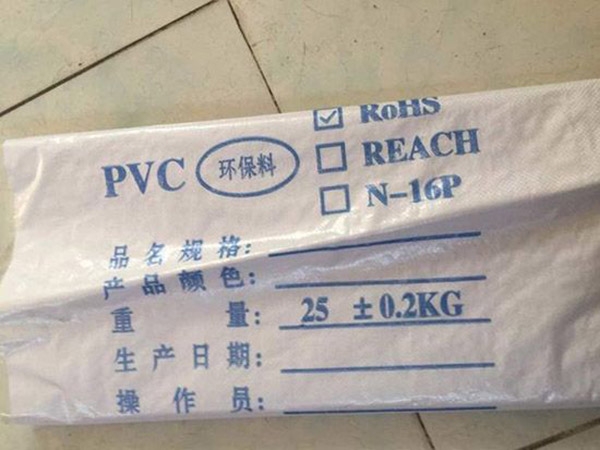 ☑ RoHS
PVC 环保料 ☐ REACH
☐ N-16P
品名规格:
产品颜色:
重量: 25 ±0.2KG
生产日期:
操作员: